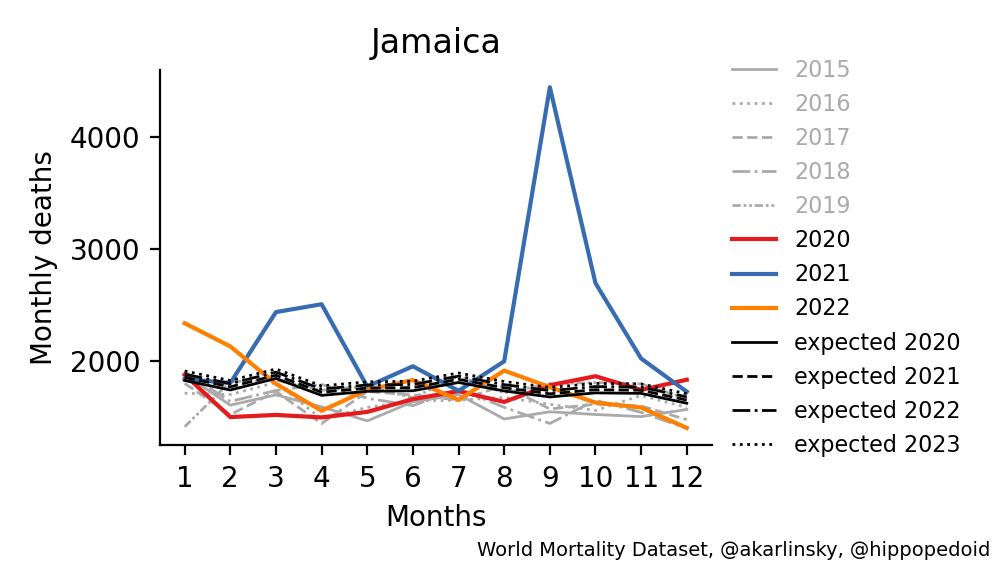 Jamaica
Monthly deaths
4000
3000
2000
1 2 3 4 5 6 7 8 9 10 11 12
Months
2015
2016
2017
2018
2019
2020
2021
2022
expected 2020
expected 2021
expected 2022
expected 2023
World Mortality Dataset, @akarlinsky, @hippopedoid